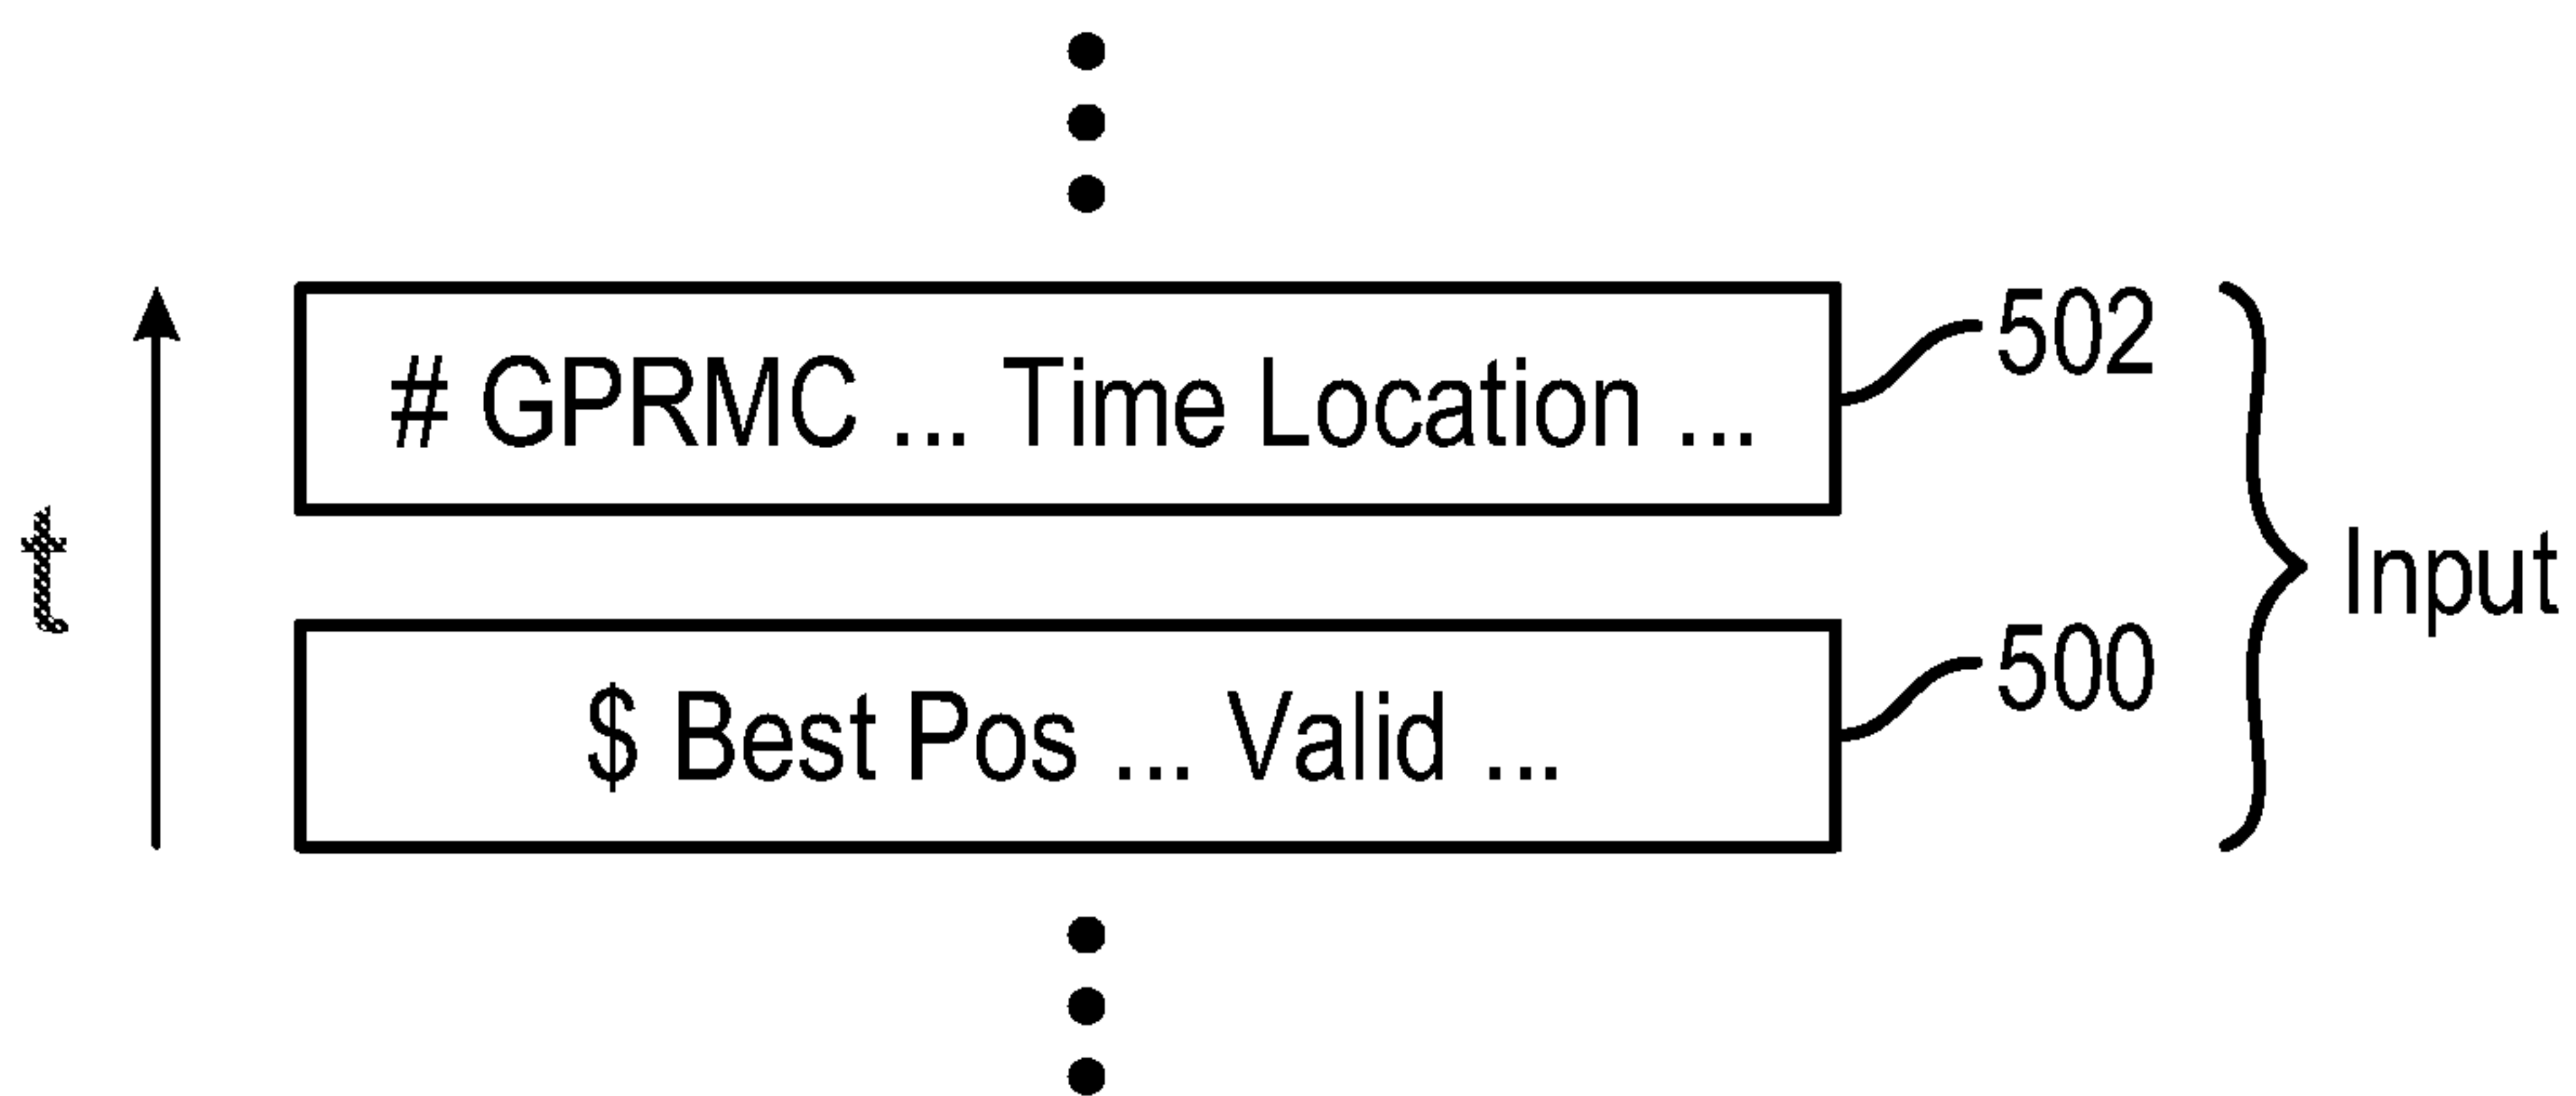 # GPRMC ... Time Location ...
502
t
Input
$ Best Pos ... Valid ...
500